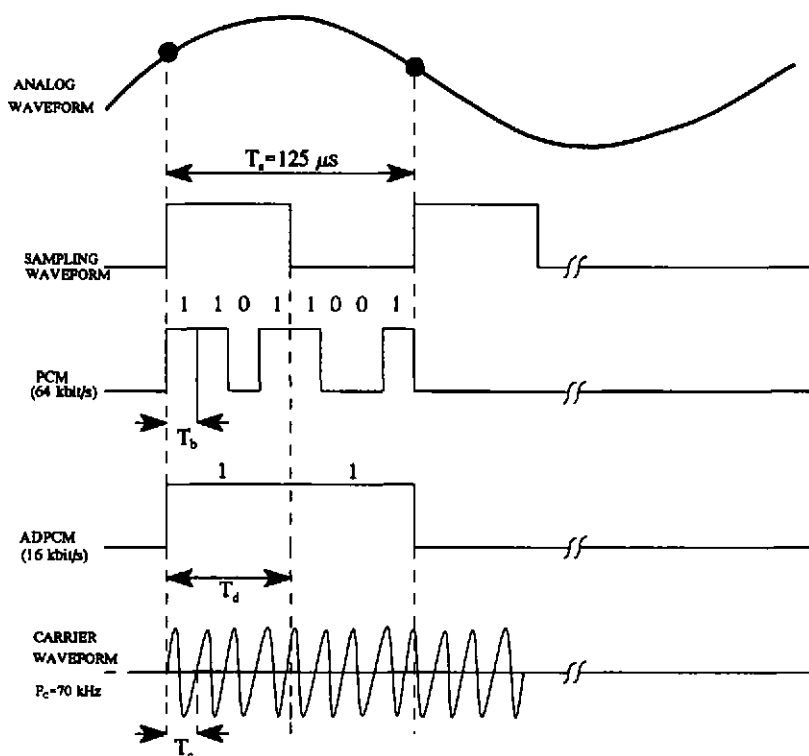 ANALOG
WAVEFORM
Tₛ=125 μs
SAMPLING
WAVEFORM
1 1 0 1 1 0 0 1
PCM
(64 kbit/s)
T_b
1 1
ADPCM
(16 kbit/s)
T_d
CARRIER
WAVEFORM
F_C=70 kHz
T_c